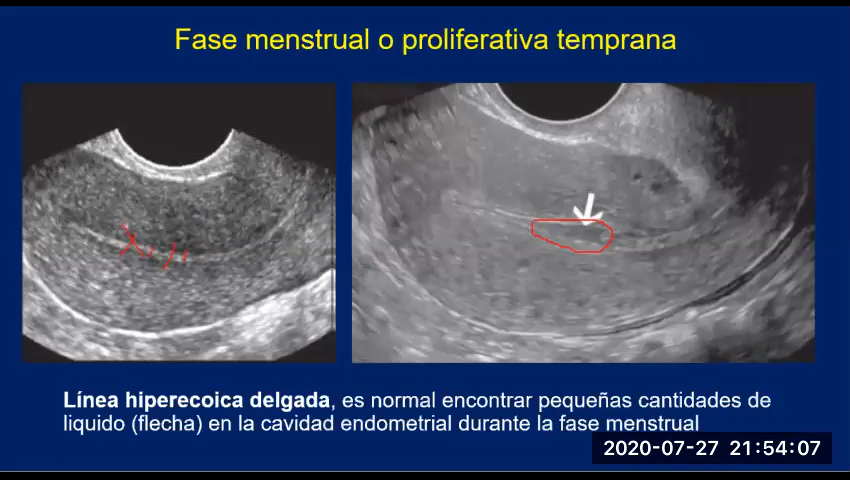 Fase menstrual o proliferativa temprana
Línea hiperecoica delgada, es normal encontrar pequeñas cantidades de
liquido (flecha) en la cavidad endometrial durante la fase menstrual
2020-07-27 21:54:07